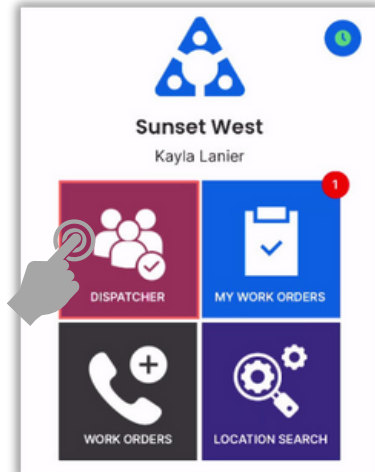 Sunset West
Kayla Lanier
1
DISPATCHER
MY WORK ORDERS
WORK ORDERS
LOCATION SEARCH